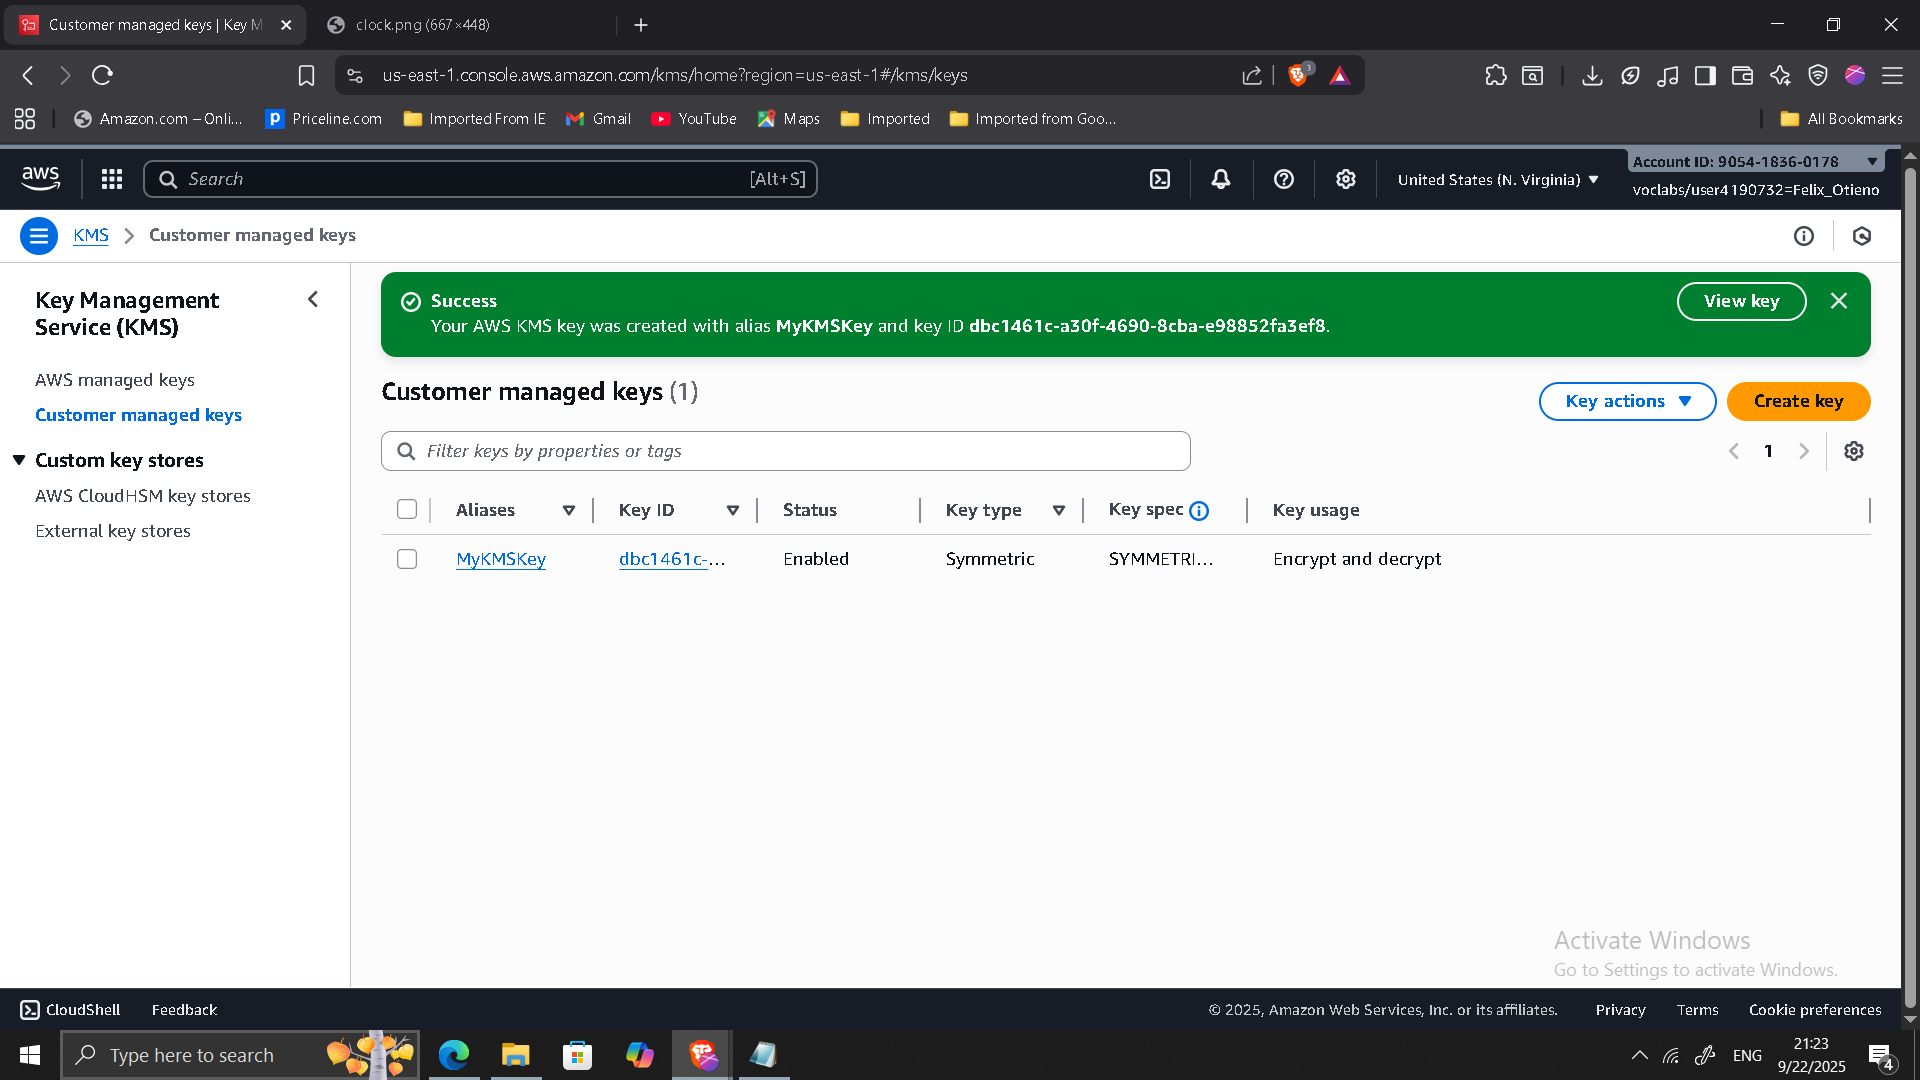 Customer managed keys | Key M
clock.png (667×448)
us-east-1.console.aws.amazon.com/kms/home?region=us-east-1#/kms/keys
3
Amazon.com – Onli...
Priceline.com
Imported From IE
Gmail
YouTube
Maps
Imported
Imported from Goo...
All Bookmarks
aws
Search
[Alt+S]
United States (N. Virginia)
Account ID: 9054-1836-0178
voclabs/user4190732=Felix_Otieno
KMS
Customer managed keys
Key Management
Service (KMS)
AWS managed keys
Customer managed keys
Custom key stores
AWS CloudHSM key stores
External key stores
Success
Your AWS KMS key was created with alias MyKMSKey and key ID dbc1461c-a30f-4690-8cba-e98852fa3ef8.
View key
Customer managed keys (1)
Key actions
Create key
Filter keys by properties or tags
1
Aliases
Key ID
Status
Key type
Key spec
Key usage
MyKMSKey
dbc1461c-...
Enabled
Symmetric
SYMMETRI...
Encrypt and decrypt
Activate Windows
Go to Settings to activate Windows.
CloudShell
Feedback
© 2025, Amazon Web Services, Inc. or its affiliates.
Privacy
Terms
Cookie preferences
Type here to search
ENG
21:23
9/22/2025
4